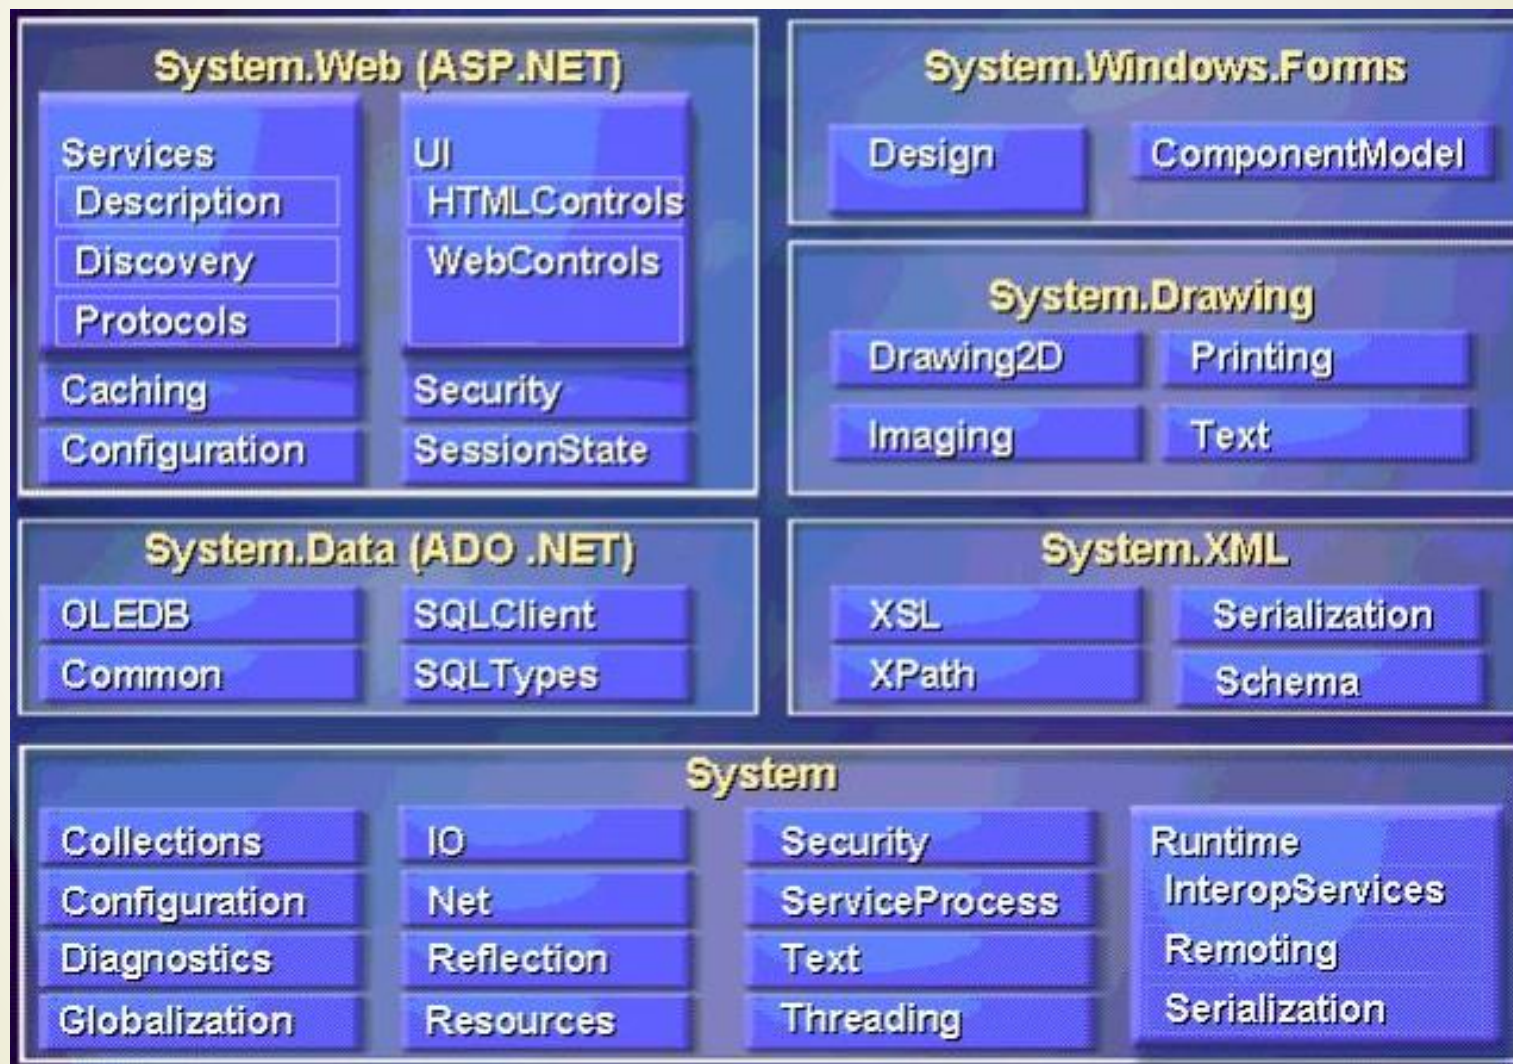 System.Web (ASP.NET)
Services
Description
Discovery
Protocols
Caching
Configuration
UI
HTMLControls
WebControls
Security
SessionState
System.Windows.Forms
Design
ComponentModel
System.Drawing
Drawing2D
Printing
Imaging
Text
System.Data (ADO .NET)
OLEDB
SQLClient
Common
SQLTypes
System.XML
XSL
Serialization
XPath
Schema
System
Collections
Configuration
Diagnostics
Globalization
IO
Net
Reflection
Resources
Security
ServiceProcess
Text
Threading
Runtime
InteropServices
Remoting
Serialization